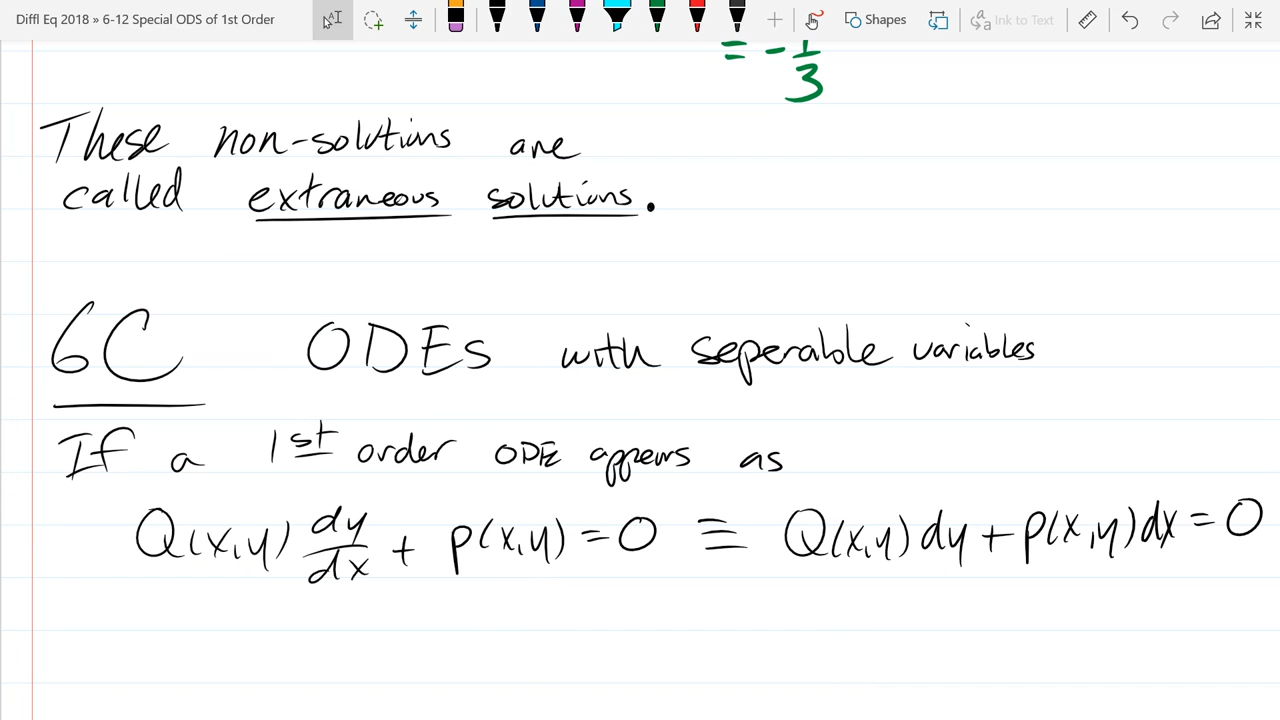 Diffl Eq 2018 » 6-12 Special ODS of 1st Order
Shapes
Ink to Text
= -1/3
These non-solutions are
called extraneous solutions.
6C ODEs with seperable variables
If a 1st order ODE appears as
Q(x,y) dy/dx + P(x,y) = 0 ≡ Q(x,y) dy + P(x,y) dx = 0